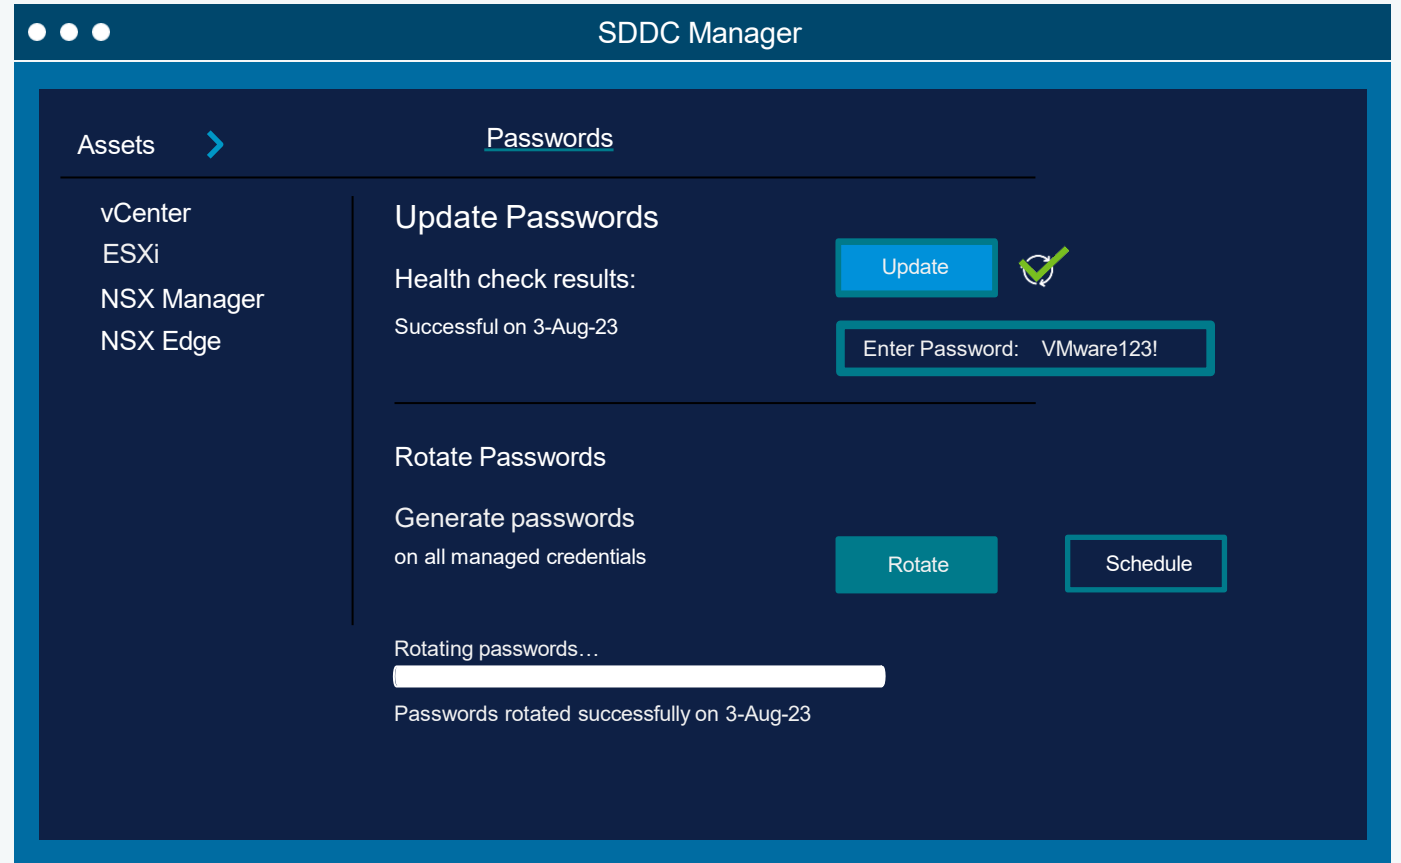 SDDC Manager
Assets
Passwords
vCenter
ESXi
NSX Manager
NSX Edge
Update Passwords
Health check results:
Successful on 3-Aug-23
Update
Enter Password: VMware123!
Rotate Passwords
Generate passwords
on all managed credentials
Rotate
Schedule
Rotating passwords…
Passwords rotated successfully on 3-Aug-23